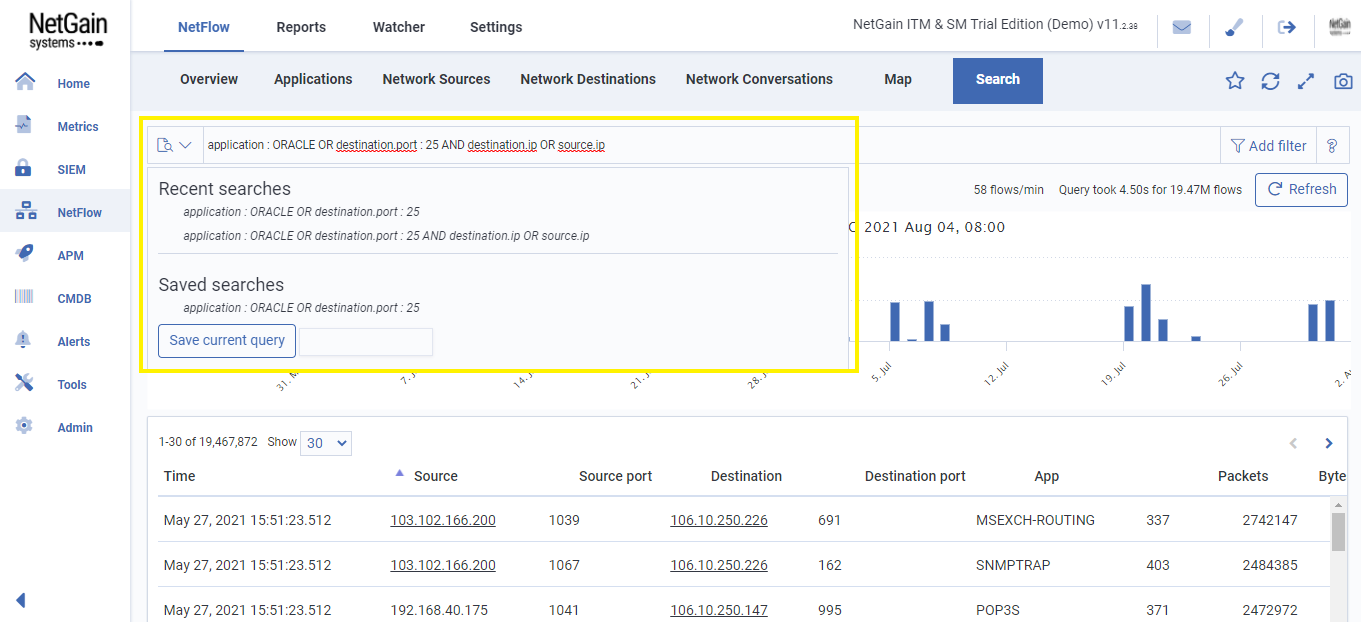 NetGain
systems
NetFlow Reports Watcher Settings
NetGain ITM & SM Trial Edition (Demo) v11.2.38
NetGain
Overview Applications Network Sources Network Destinations Network Conversations Map Search
Home
Metrics
SIEM
NetFlow
APM
CMDB
Alerts
Tools
Admin
application : ORACLE OR destination.port : 25 AND destination.ip OR source.ip
Add filter ?
Recent searches
application : ORACLE OR destination.port : 25
application : ORACLE OR destination.port : 25 AND destination.ip OR source.ip
Saved searches
application : ORACLE OR destination.port : 25
Save current query
58 flows/min Query took 4.50s for 19.47M flows Refresh
2021 Aug 04, 08:00
31. 7. 14. 21. 28. 5. Jul 12. Jul 19. Jul 26. Jul 2.
1-30 of 19,467,872 Show 30
Time Source Source port Destination Destination port App Packets Byte
May 27, 2021 15:51:23.512 103.102.166.200 1039 106.10.250.226 691 MSEXCH-ROUTING 337 2742147
May 27, 2021 15:51:23.512 103.102.166.200 1067 106.10.250.226 162 SNMPTRAP 403 2484385
May 27, 2021 15:51:23.512 192.168.40.175 1041 106.10.250.147 995 POP3S 371 2472972